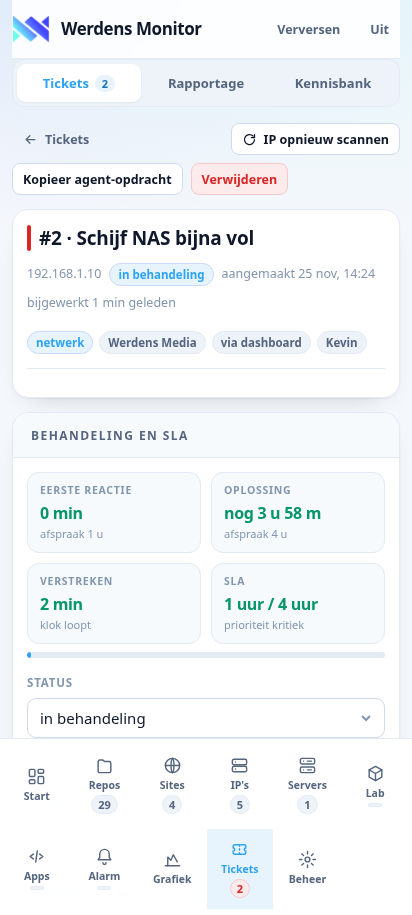 Werdens Monitor
Verversen
Uit
Tickets 2
Rapportage
Kennisbank
← Tickets
IP opnieuw scannen
Kopieer agent-opdracht
Verwijderen
#2 · Schijf NAS bijna vol
192.168.1.10 in behandeling aangemaakt 25 nov, 14:24
bijgewerkt 1 min geleden
netwerk Werdens Media via dashboard Kevin
BEHANDELING EN SLA
EERSTE REACTIE
0 min
afspraak 1 u
OPLOSSING
nog 3 u 58 m
afspraak 4 u
VERSTREKEN
2 min
klok loopt
SLA
1 uur / 4 uur
prioriteit kritiek
STATUS
in behandeling
Start
Repos
29
Sites
4
IP's
5
Servers
1
Lab
Apps
Alarm
Grafiek
Tickets
2
Beheer